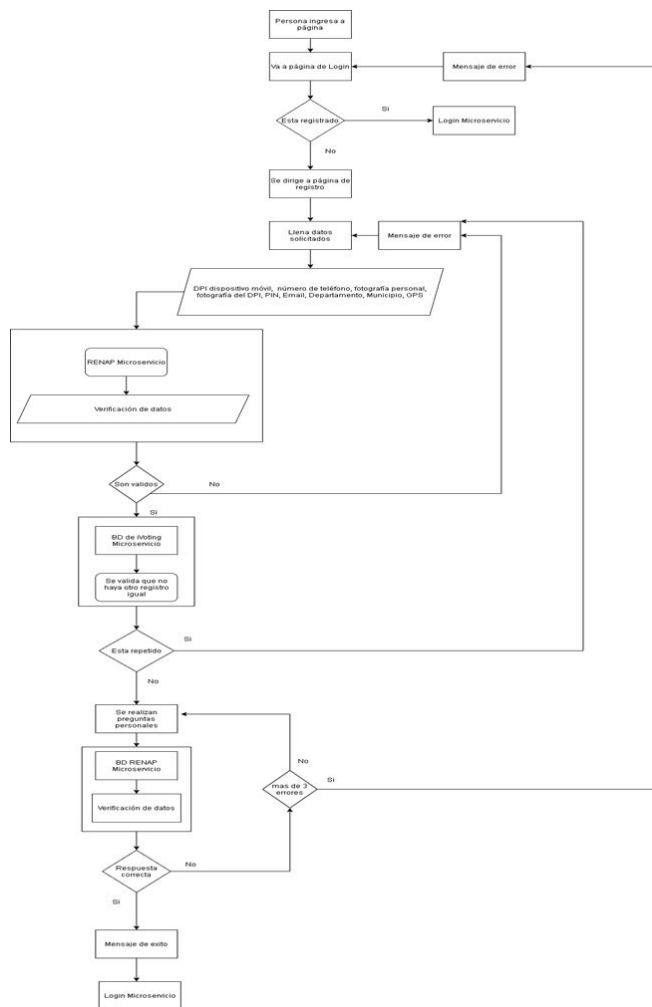 Persona ingresa a
página
Va a página de Login
Mensaje de error
Esta registrado
Si
Login Microservicio
No
Se dirige a página de
registro
Llena datos
solicitados
Mensaje de error
DPI dispositivo móvil, número de teléfono, fotografía personal,
fotografía del DPI, PIN, Email, Departamento, Municipio, GPS
RENAP Microservicio
Verificación de datos
Son validos
No
Si
BD de iVoting
Microservicio
Se valida que no
haya otro registro
igual
Esta repetido
Si
No
Se realizan
preguntas
personales
BD RENAP
Microservicio
Verificación de datos
No
mas de 3
errores
Si
Respuesta
correcta
No
Si
Mensaje de exito
Login Microservicio